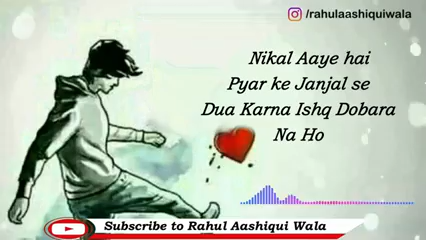 /rahulaashiquiwala
Nikal Aaye hai
Pyar ke Janjal se
Dua Karna Ishq Dobara
Na Ho
Subscribe to Rahul Aashiqui Wala